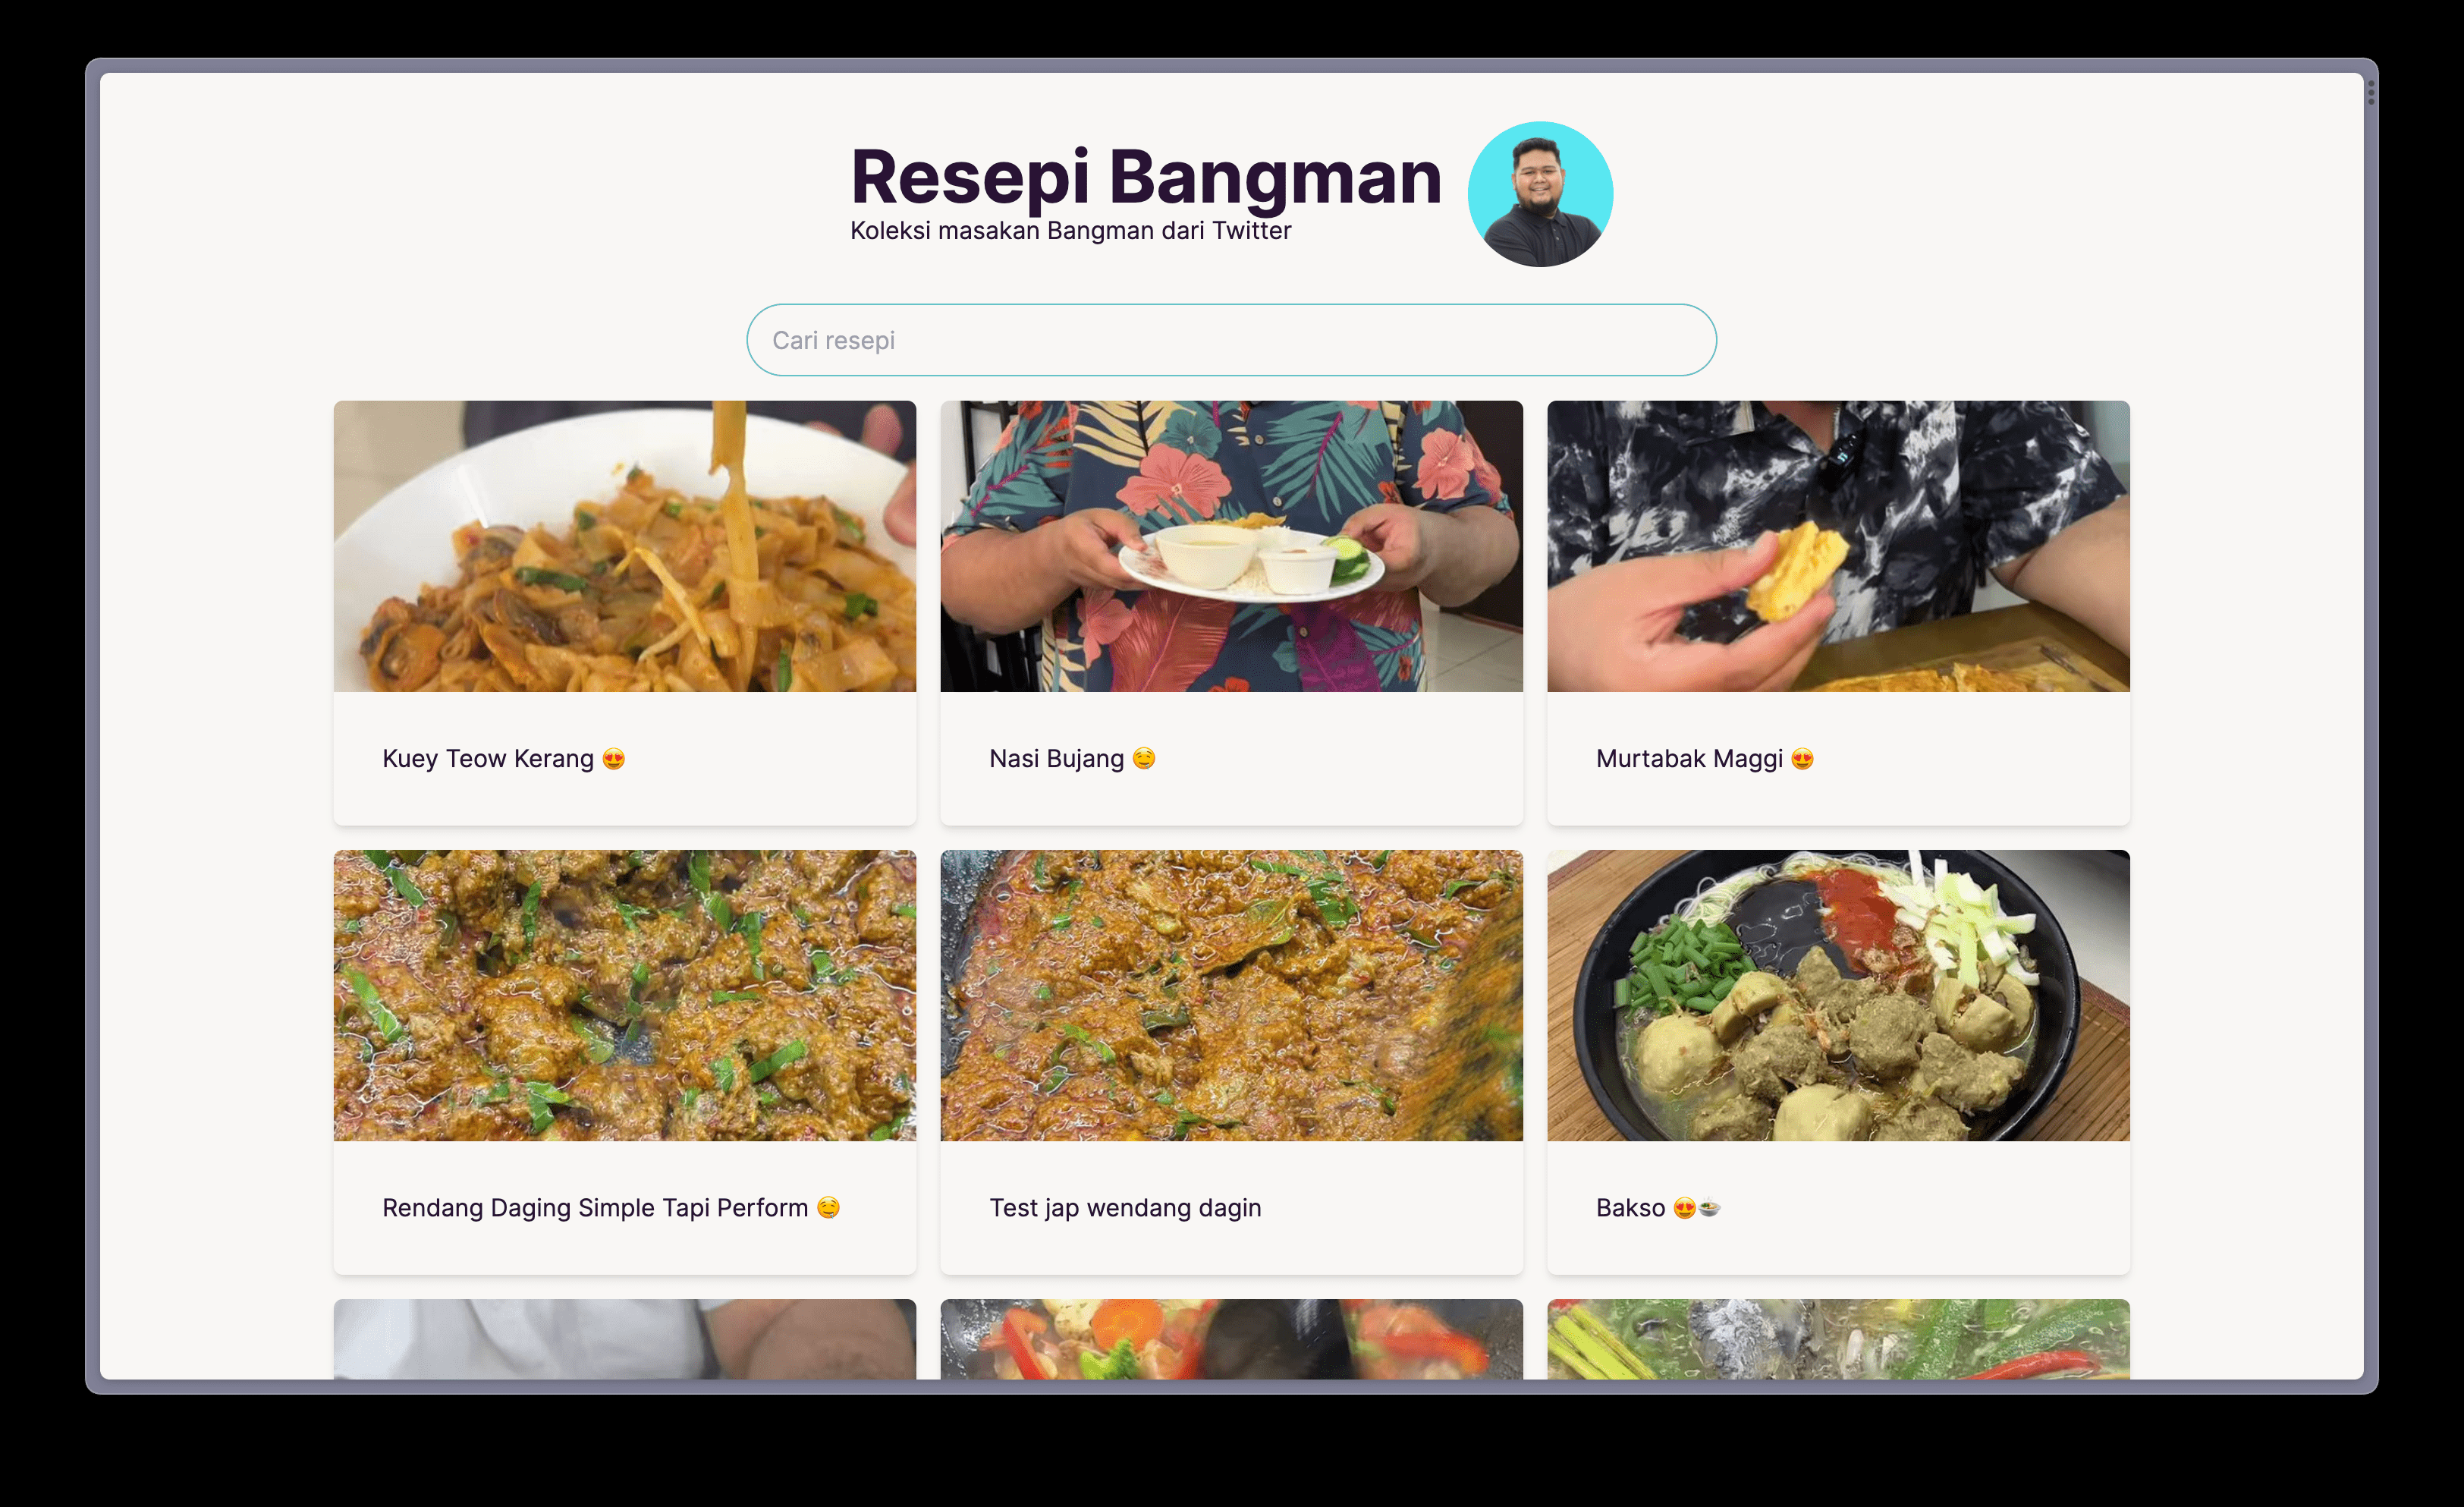 Resepi Bangman
Koleksi masakan Bangman dari Twitter
Cari resepi
Kuey Teow Kerang 😍
Nasi Bujang 🤤
Murtabak Maggi 😍
Rendang Daging Simple Tapi Perform 🤤
Test jap wendang dagin
Bakso 😍🍲